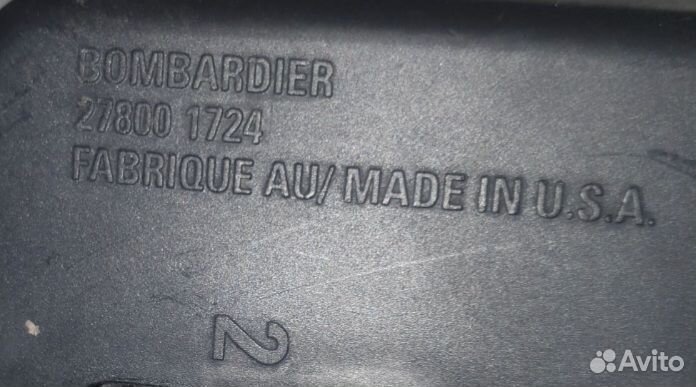 BOMBARDIER
27800 1724
FABRIQUE AU/ MADE IN U.S.A.
2
Avito